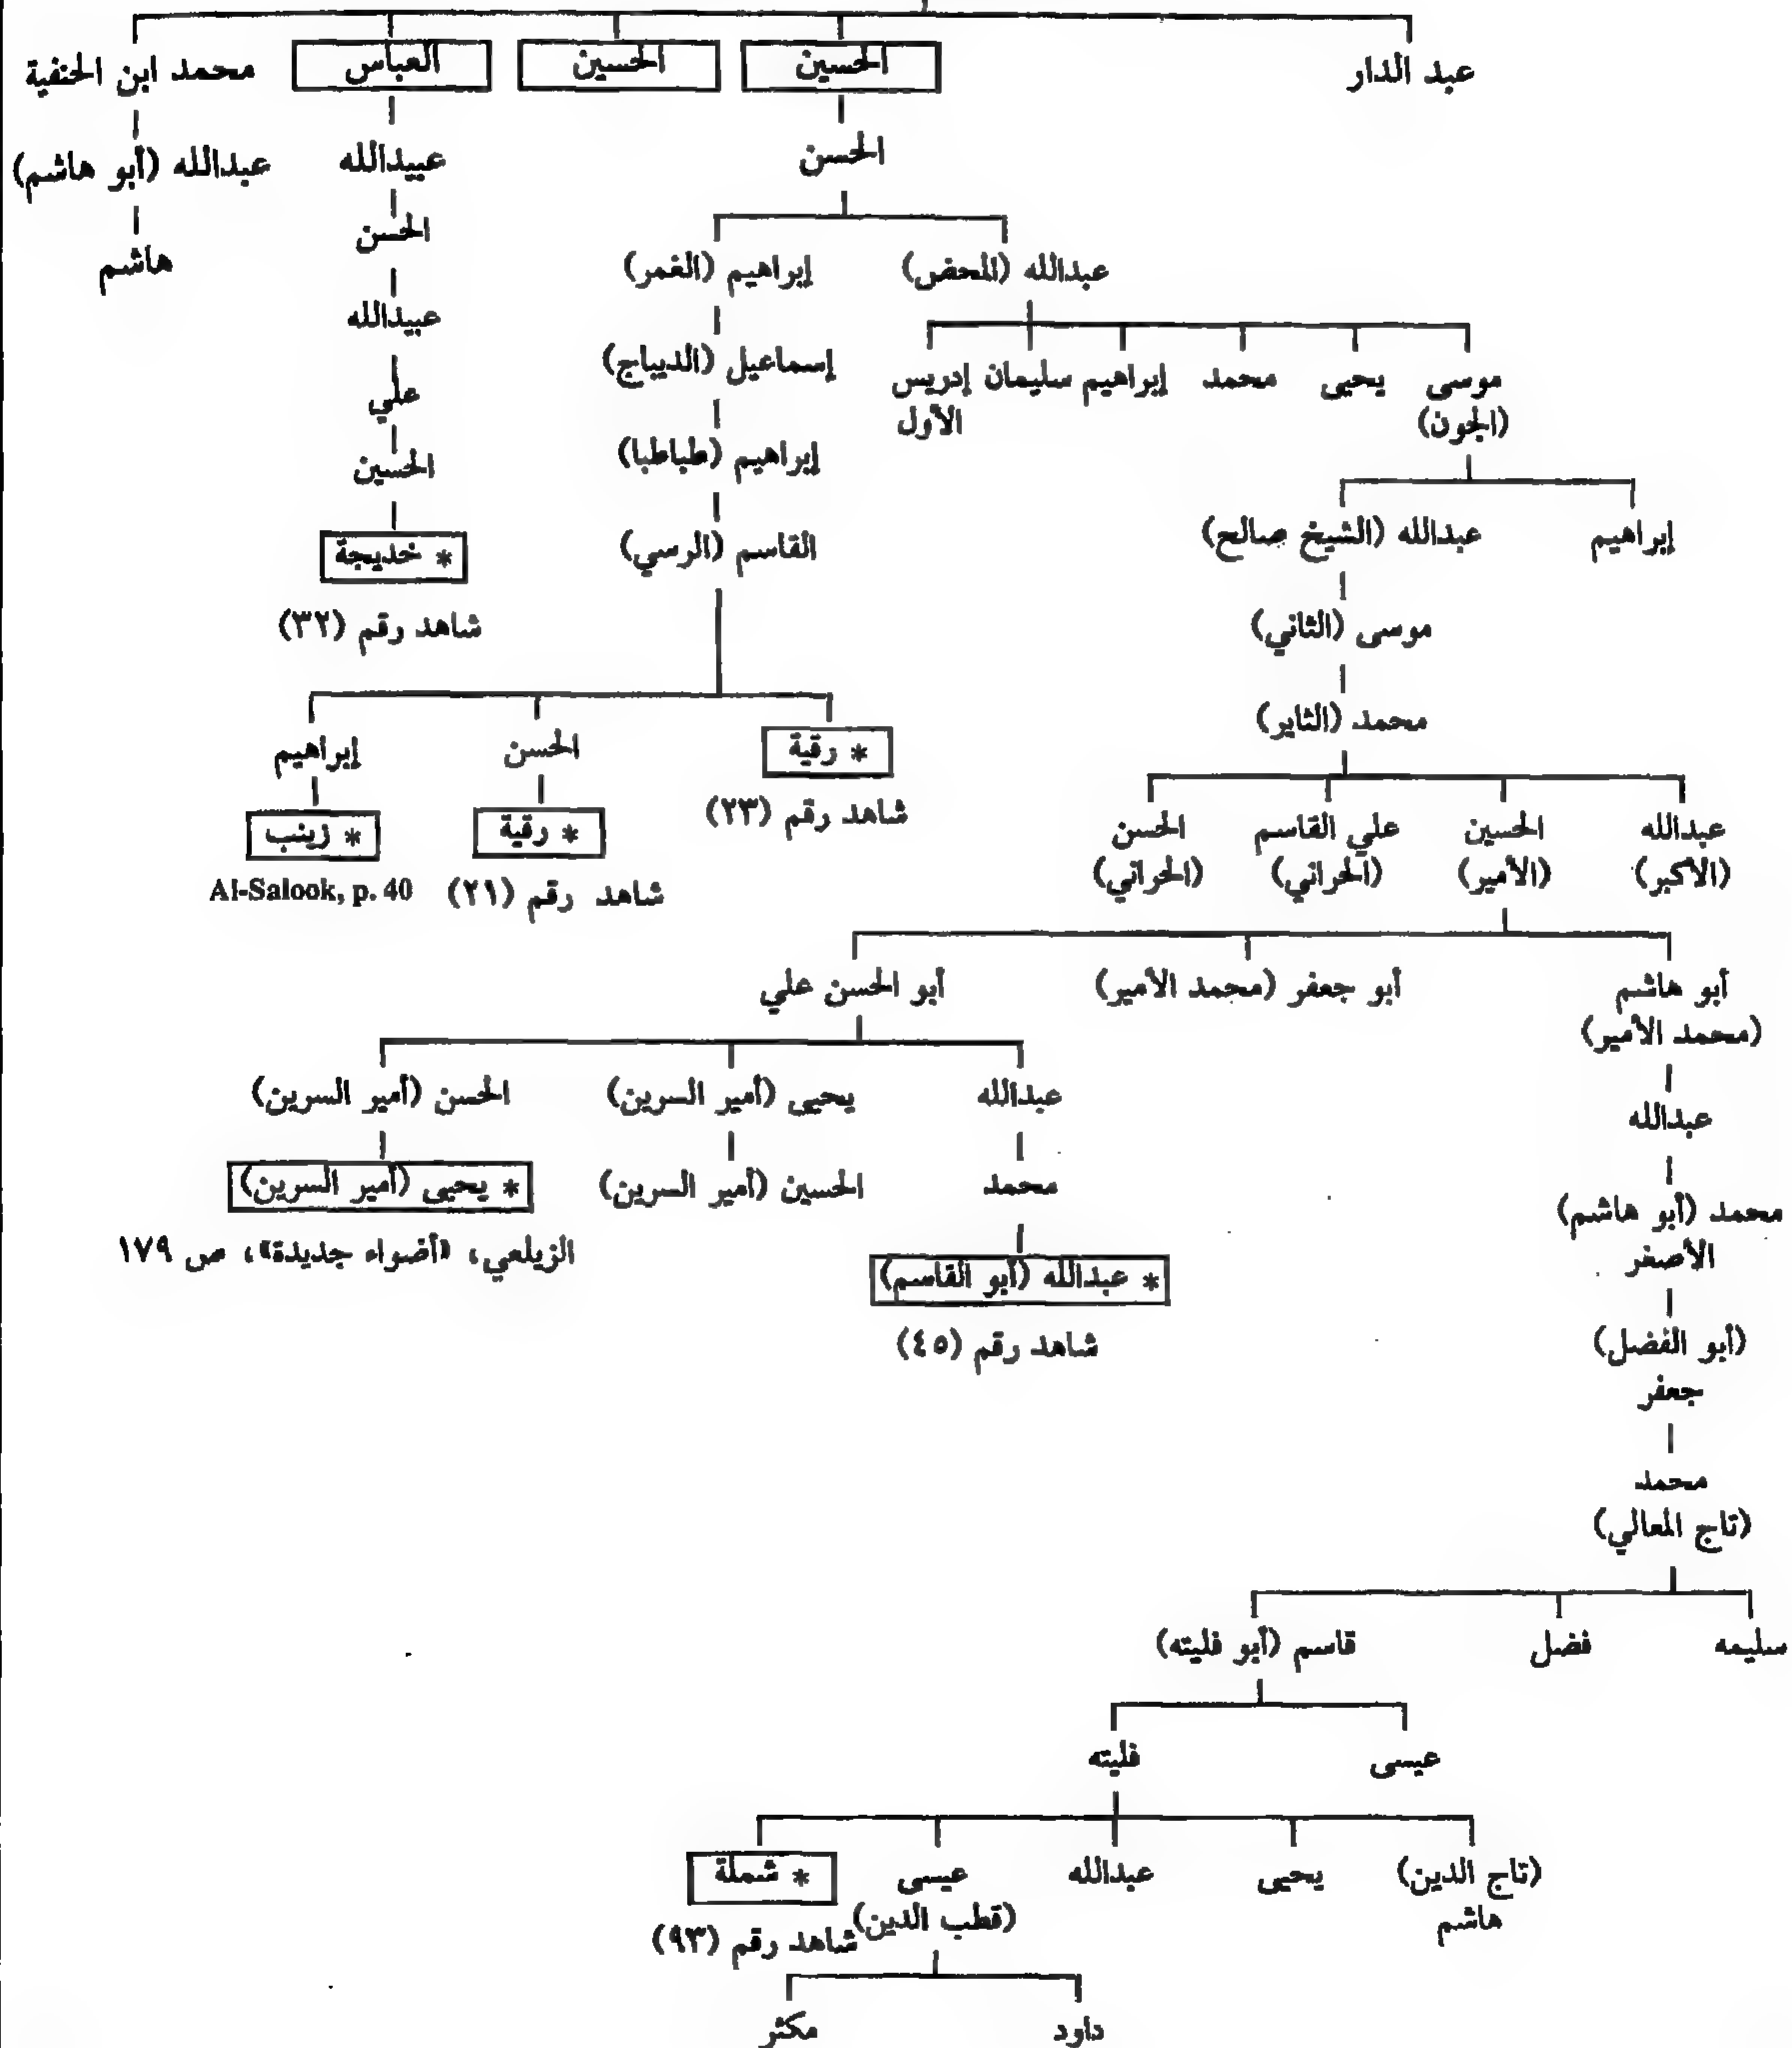 عبد الدار الحسين الحسين العباس محمد ابن الحنفية
الحسن عبيدالله عبدالله (أبو هاشم)
الحسن هاشم
عبدالله (المحض) إبراهيم (الغمر)
عبيدالله
موسى يحيى محمد إبراهيم سليمان إدريس إسماعيل (الديباج) علي
(الجون) الأول
إبراهيم (طباطبا) الحسين
إبراهيم عبدالله (الشيخ صالح) القاسم (الرسي) * خديجة
موسى (الثاني) شاهد رقم (٣٢)
محمد (الثاير) * رقية الحسن إبراهيم
شاهد رقم (٢٣)
عبدالله الحسين علي القاسم الحسن * رقية * زينب
(الأكبر) (الأمير) (الحراني) (الحراني) شاهد رقم (٢١) Al-Salook, p. 40
أبو هاشم أبو جعفر (محمد الأمير) أبو الحسن علي
(محمد الأمير)
عبدالله عبدالله يحيى (أمير السرين) الحسن (أمير السرين)
محمد (أبو هاشم) محمد الحسين (أمير السرين) * يحيى (أمير السرين)
الأصغر الزيلعي، «أضواء جديدة»، ص ١٧٩
* عبدالله (أبو القاسم)
(أبو الفضل) شاهد رقم (٤٥)
جعفر
محمد
(تاج المعالي)
سليمه فضل قاسم (أبو فليته)
عيسى فليته
(تاج الدين) يحيى عبدالله عيسى * شملة
هاشم (قطب الدين) شاهد رقم (٩٣)
داود مكثر